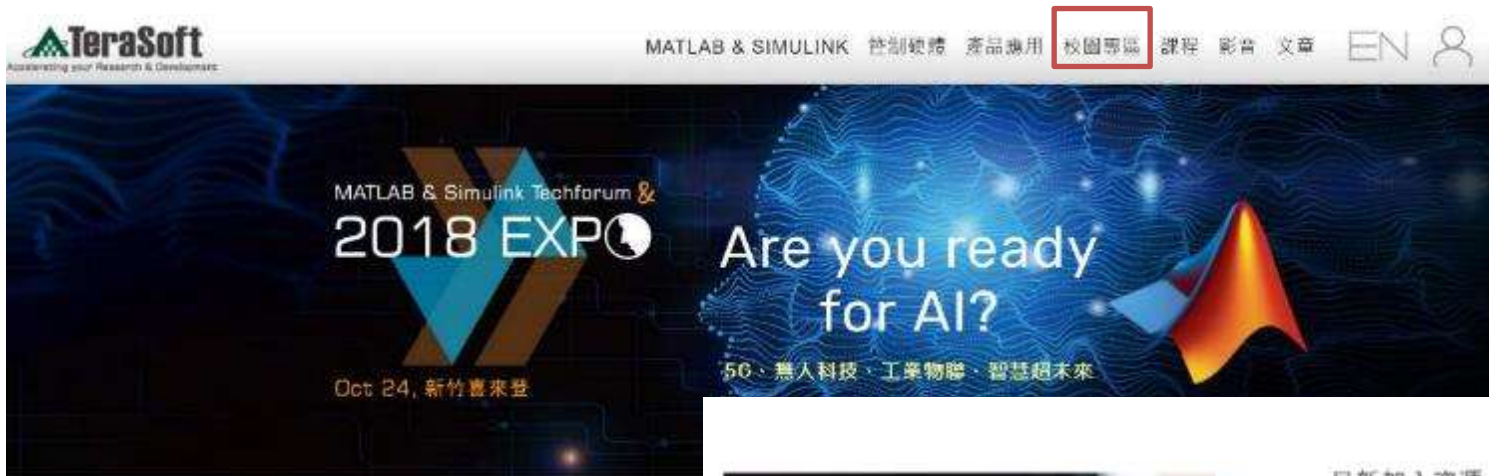 TeraSoft
Accelerating your Research & Development
MATLAB & SIMULINK 控制硬體 產品應用 校園專區 課程 影音 文章 EN
MATLAB & Simulink Techforum &
2018 EXPO
Oct 24, 新竹喜來登
Are you ready
for AI?
5G、無人科技、工業物聯、智慧超未來